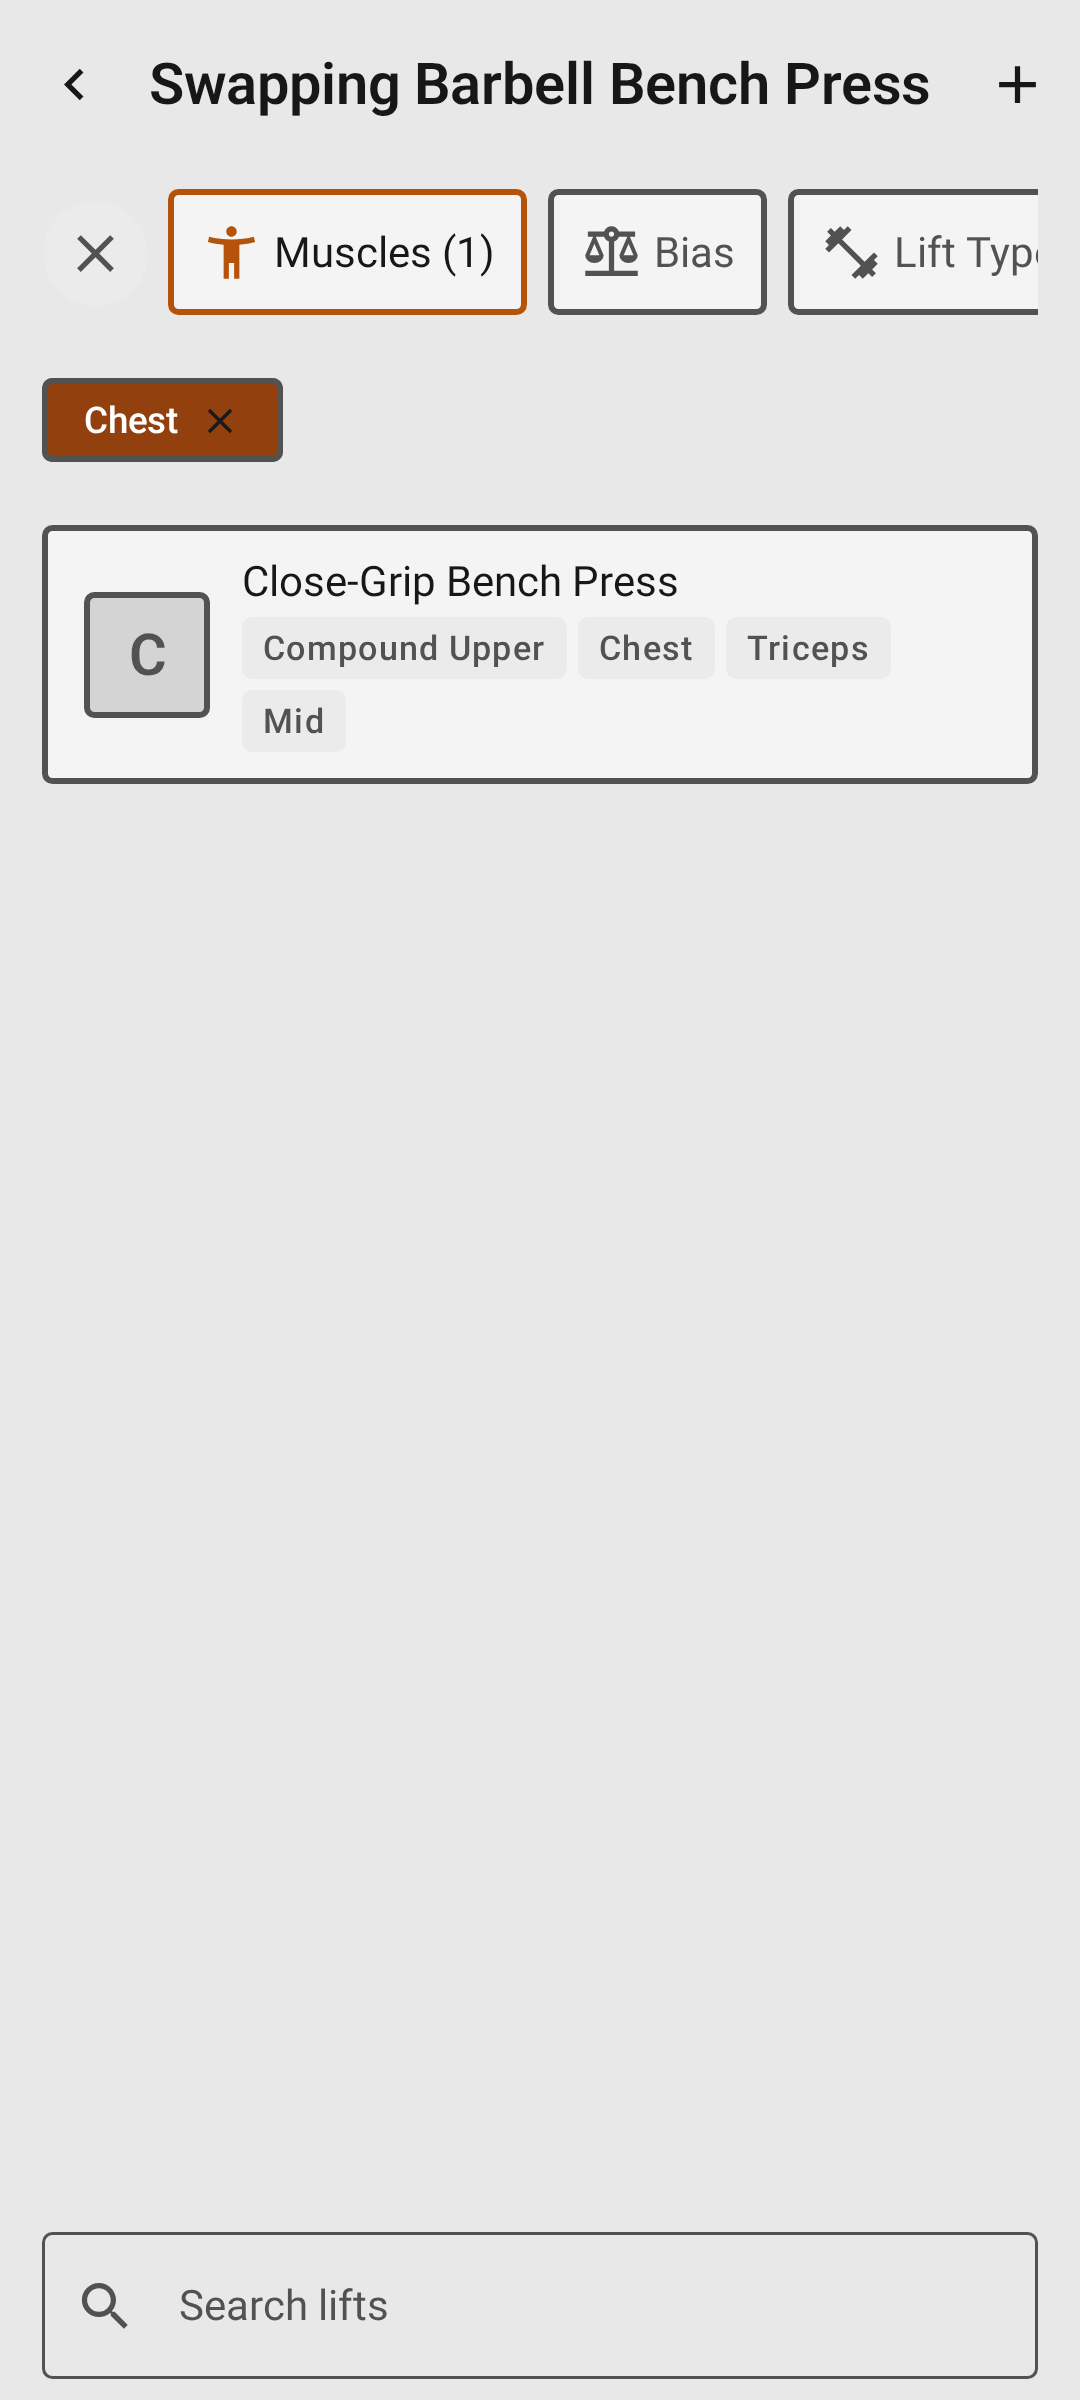 Swapping Barbell Bench Press
Muscles (1) Bias Lift Type
Chest
C
Close-Grip Bench Press
Compound Upper Chest Triceps
Mid
Search lifts